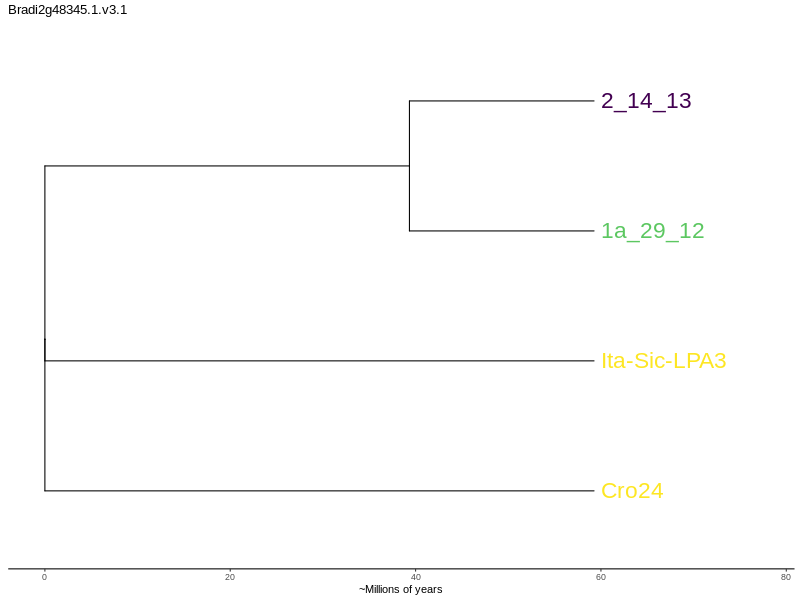 Bradi2g48345.1.v3.1
2_14_13
1a_29_12
Ita-Sic-LPA3
Cro24
0 20 40 60 80
~Millions of years